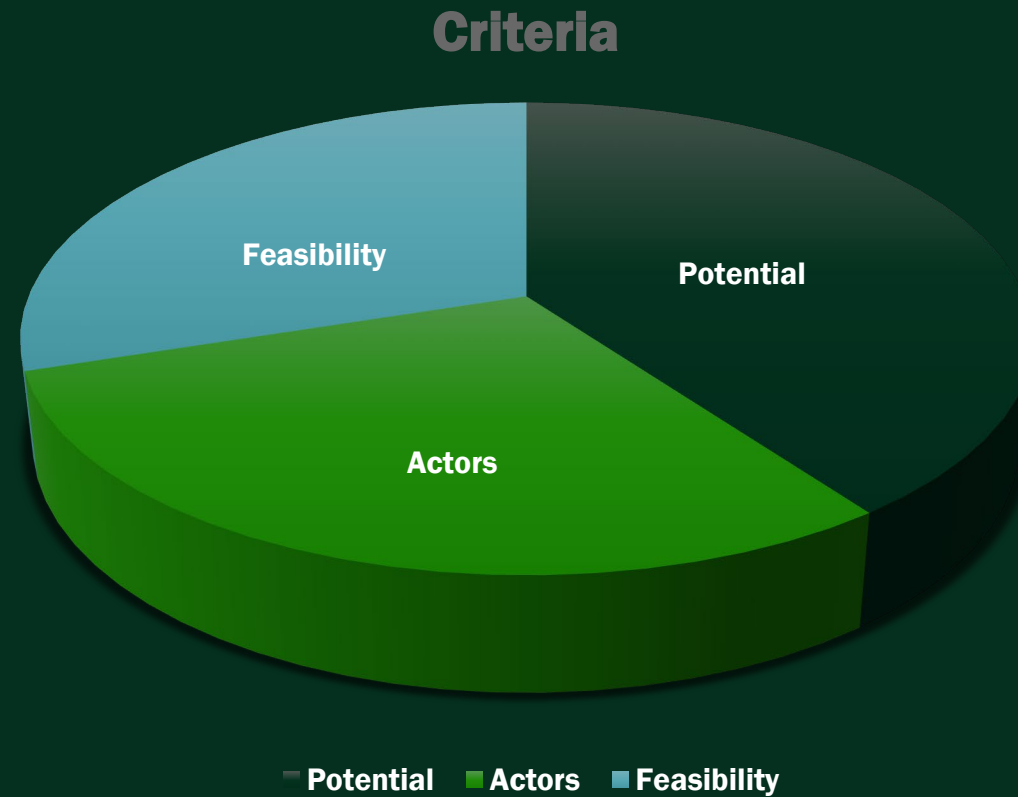 Criteria
Feasibility
Potential
Actors
Potential Actors Feasibility